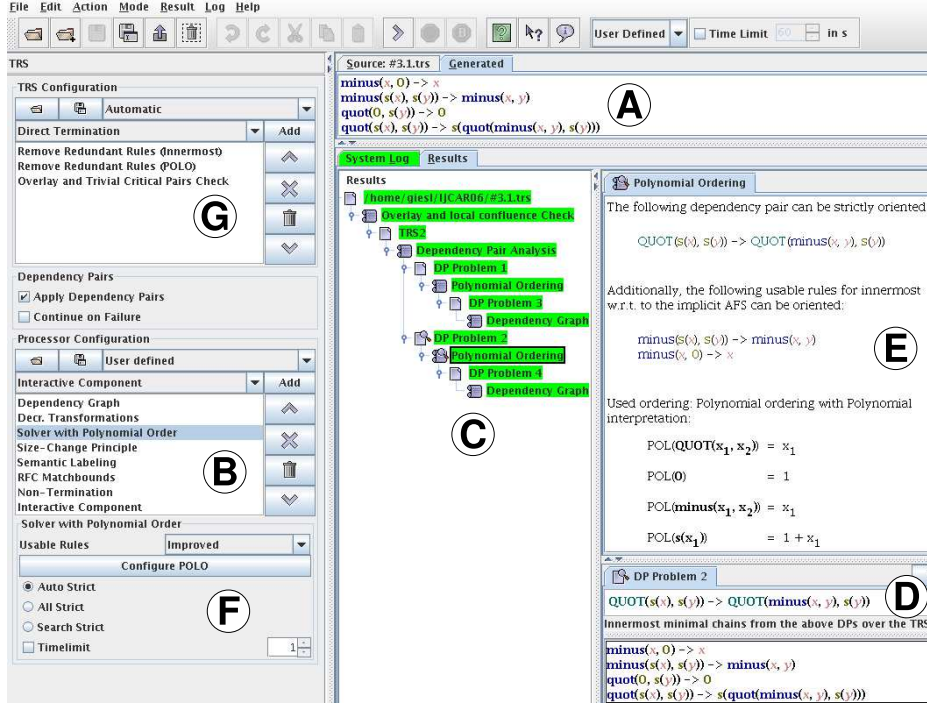 File Edit Action Mode Result Log Help
User Defined Time Limit 60 in s
TRS
TRS Configuration
Automatic
Direct Termination Add
Remove Redundant Rules (Innermost)
Remove Redundant Rules (POLO)
Overlay and Trivial Critical Pairs Check
G
Dependency Pairs
Apply Dependency Pairs
Continue on Failure
Processor Configuration
User defined
Interactive Component Add
Dependency Graph
Decr. Transformations
Solver with Polynomial Order
Size-Change Principle
Semantic Labeling
RFC Matchbounds
Non-Termination
Interactive Component
B
Solver with Polynomial Order
Usable Rules Improved
Configure POLO
Auto Strict
All Strict
Search Strict
Timelimit 1
F
Source: #3.1.trs Generated
minus(x, 0) -> x
minus(s(x), s(y)) -> minus(x, y)
quot(0, s(y)) -> 0
quot(s(x), s(y)) -> s(quot(minus(x, y), s(y)))
A
System Log Results
Results
/home/giesl/IJCAR06/#3.1.trs
Overlay and local confluence Check
TRS2
Dependency Pair Analysis
DP Problem 1
Polynomial Ordering
DP Problem 3
Dependency Graph
DP Problem 2
Polynomial Ordering
DP Problem 4
Dependency Graph
C
Polynomial Ordering
The following dependency pair can be strictly oriented
QUOT(s(x), s(y)) -> QUOT(minus(x, y), s(y))
Additionally, the following usable rules for innermost
w.r.t. to the implicit AFS can be oriented:
minus(s(x), s(y)) -> minus(x, y)
minus(x, 0) -> x
E
Used ordering: Polynomial ordering with Polynomial
interpretation:
POL(QUOT(x₁, x₂)) = x₁
POL(0) = 1
POL(minus(x₁, x₂)) = x₁
POL(s(x₁)) = 1 + x₁
DP Problem 2
D
QUOT(s(x), s(y)) -> QUOT(minus(x, y), s(y))
Innermost minimal chains from the above DPs over the TRS
minus(x, 0) -> x
minus(s(x), s(y)) -> minus(x, y)
quot(0, s(y)) -> 0
quot(s(x), s(y)) -> s(quot(minus(x, y), s(y)))